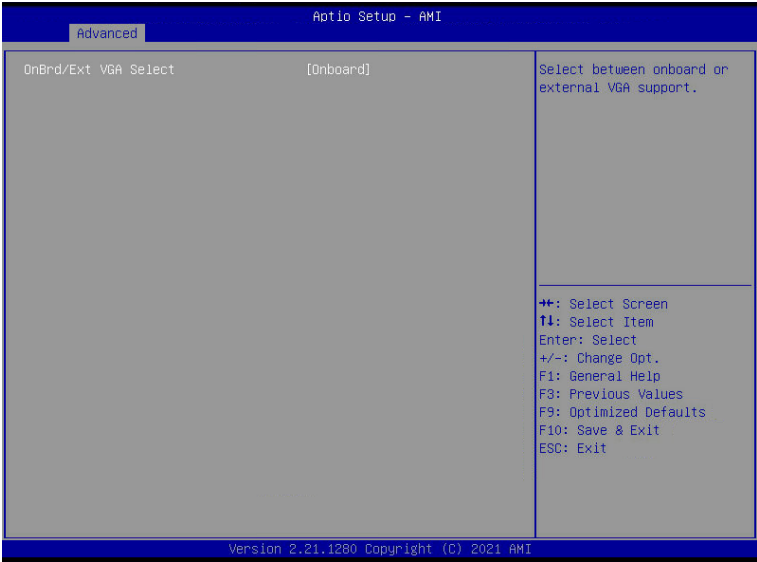 Aptio Setup – AMI
Advanced
OnBrd/Ext VGA Select [Onboard]
Select between onboard or
external VGA support.
→←: Select Screen
↑↓: Select Item
Enter: Select
+/-: Change Opt.
F1: General Help
F3: Previous Values
F9: Optimized Defaults
F10: Save & Exit
ESC: Exit
Version 2.21.1280 Copyright (C) 2021 AMI